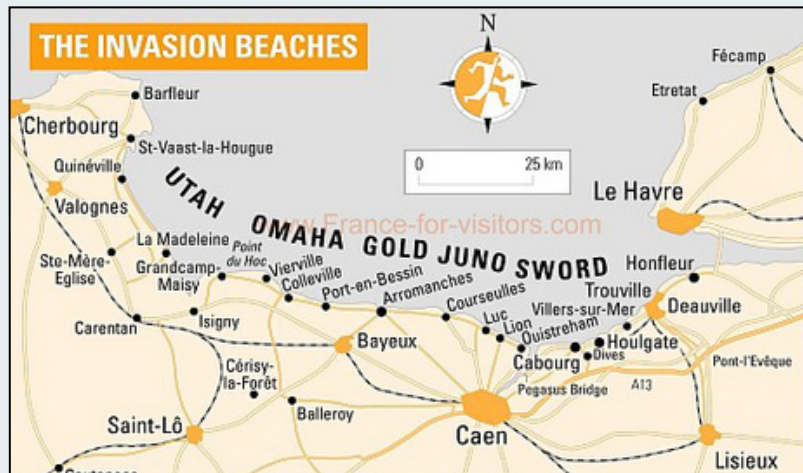 THE INVASION BEACHES
N
Fécamp
Etretat
Barfleur
Cherbourg
St-Vaast-la-Hougue
0 25 km
Quinéville
Le Havre
Valognes
UTAH OMAHA GOLD JUNO SWORD
www.France-for-visitors.com
La Madeleine
Point
du Hoc
Ste-Mère-
Eglise
Grandcamp-
Maisy
Vierville
Colleville
Port-en-Bessin
Arromanches
Courseulles
Luc
Lion
Ouistreham
Villers-sur-Mer
Trouville
Honfleur
Deauville
Carentan
Isigny
Bayeux
Cabourg
Houlgate
Dives
Pont-l'Evêque
Cérisy-
la-Forêt
Pegasus Bridge
A13
Balleroy
Saint-Lô
Caen
Lisieux